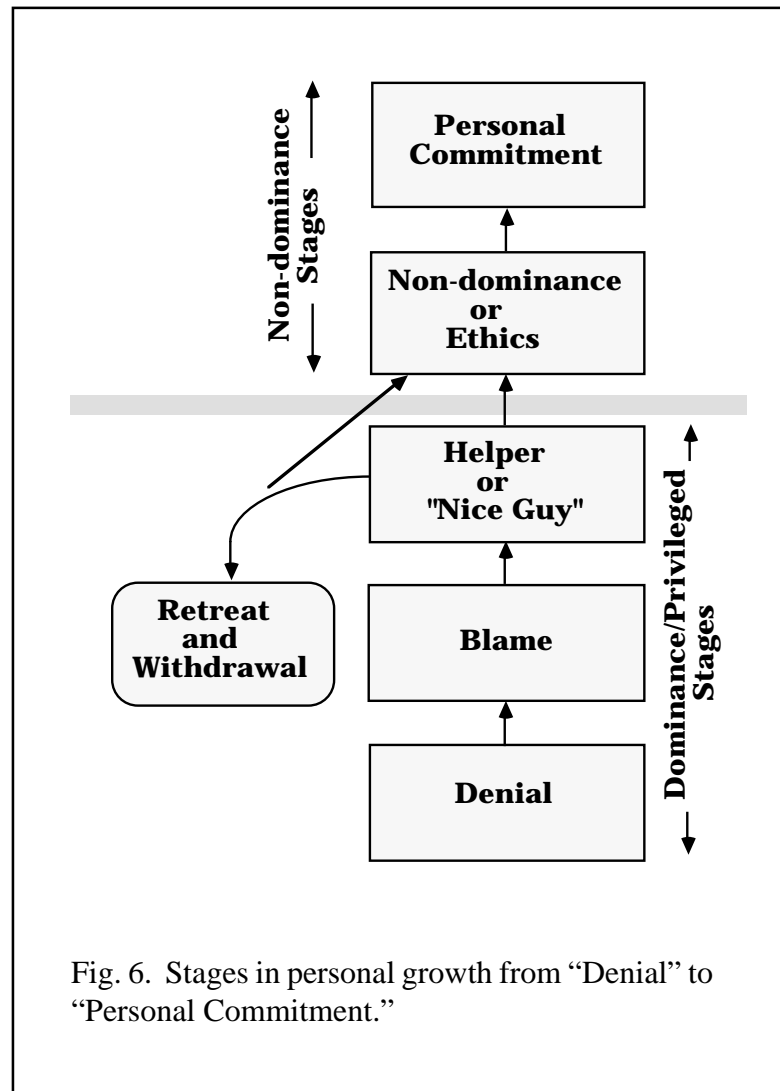 Non-dominance
Stages
Personal
Commitment
Non-dominance
or
Ethics
Helper
or
"Nice Guy"
Retreat
and
Withdrawal
Blame
Denial
Dominance/Privileged
Stages
Fig. 6.  Stages in personal growth from “Denial” to
“Personal Commitment.”